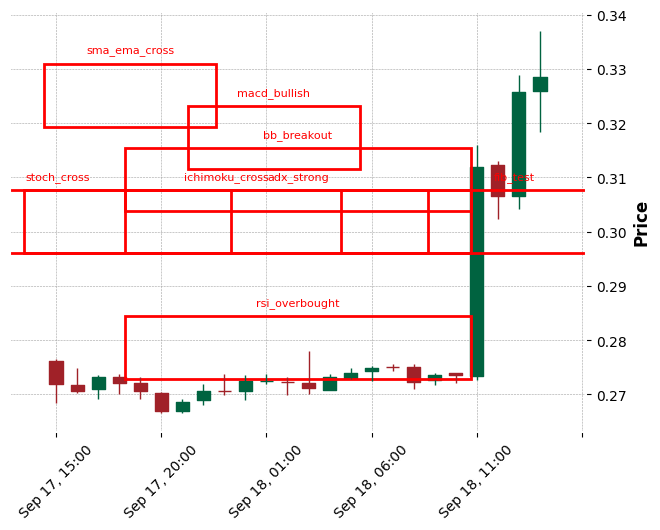 0.34
sma_ema_cross
0.33
macd_bullish
0.32
bb_breakout
stoch_cross
ichimoku_cross
adx_strong
0.31
0.30
Price
0.29
rsi_overbought
0.28
0.27
Sep 17, 15:00
Sep 17, 20:00
Sep 18, 01:00
Sep 18, 06:00
Sep 18, 11:00